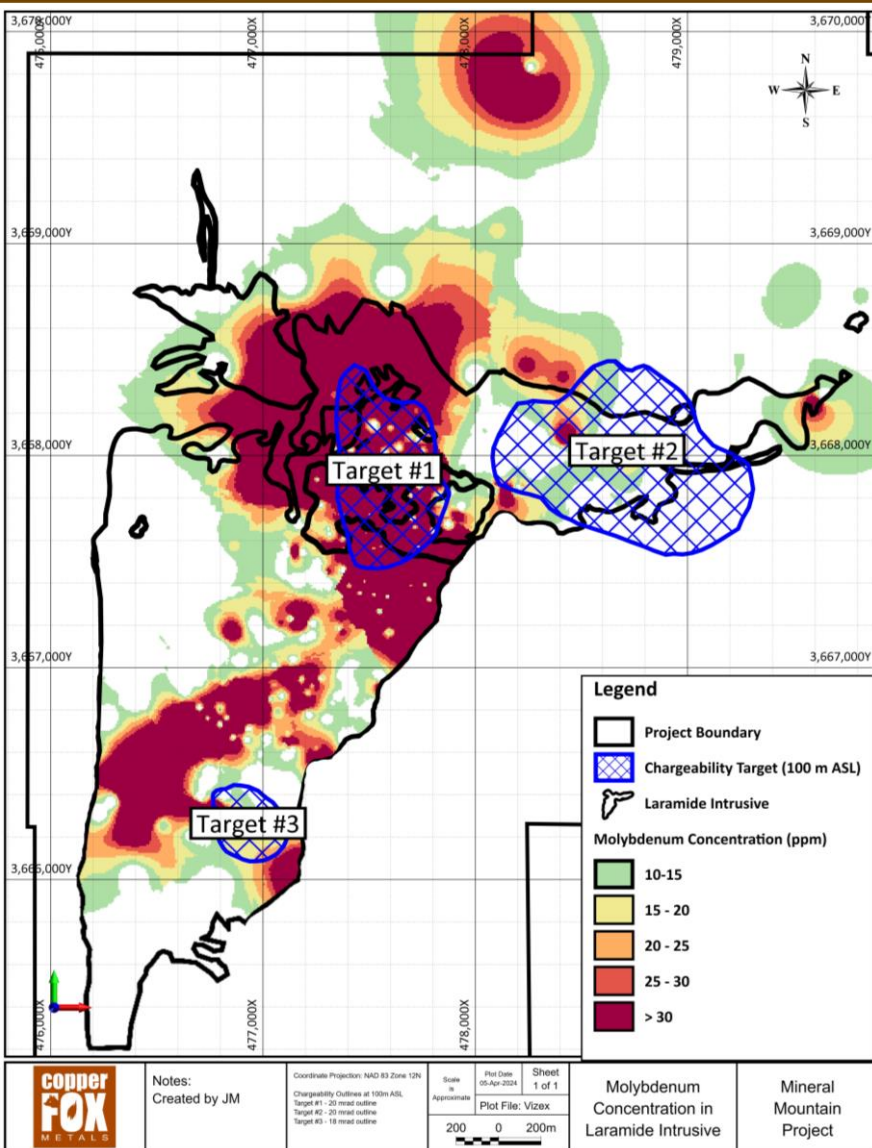 3,670,000Y
3,670,000Y
476,000X
477,000X
478,000X
479,000X
N
W
E
S
3,669,000Y
3,669,000Y
3,668,000Y
3,668,000Y
Target #1
Target #2
3,667,000Y
3,667,000Y
Target #3
3,666,000Y
476,000X
477,000X
478,000X
Legend
Project Boundary
Chargeability Target (100 m ASL)
Laramide Intrusive
Molybdenum Concentration (ppm)
10-15
15 - 20
20 - 25
25 - 30
> 30
copper
FOX
METALS
Notes:
Created by JM
Coordinate Projection: NAD 83 Zone 12N
Chargeability Outlines at 100m ASL
Target #1 - 20 mrad outline
Target #2 - 20 mrad outline
Target #3 - 18 mrad outline
Scale
is
Approximate
Plot Date
05-Apr-2024
Sheet
1 of 1
Plot File: Vizex
200 0 200m
Molybdenum
Concentration in
Laramide Intrusive
Mineral
Mountain
Project